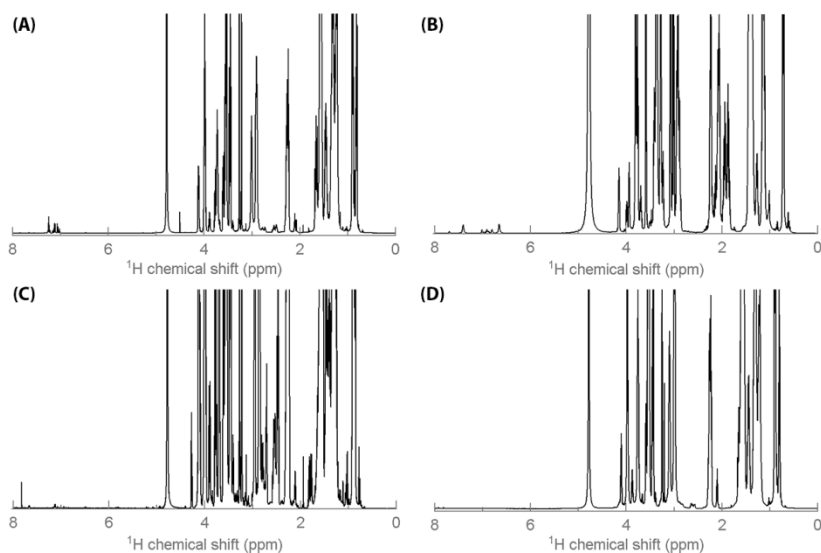 (A)
8 6 4 2 0
¹H chemical shift (ppm)
(B)
8 6 4 2 0
¹H chemical shift (ppm)
(C)
8 6 4 2 0
¹H chemical shift (ppm)
(D)
8 6 4 2 0
¹H chemical shift (ppm)